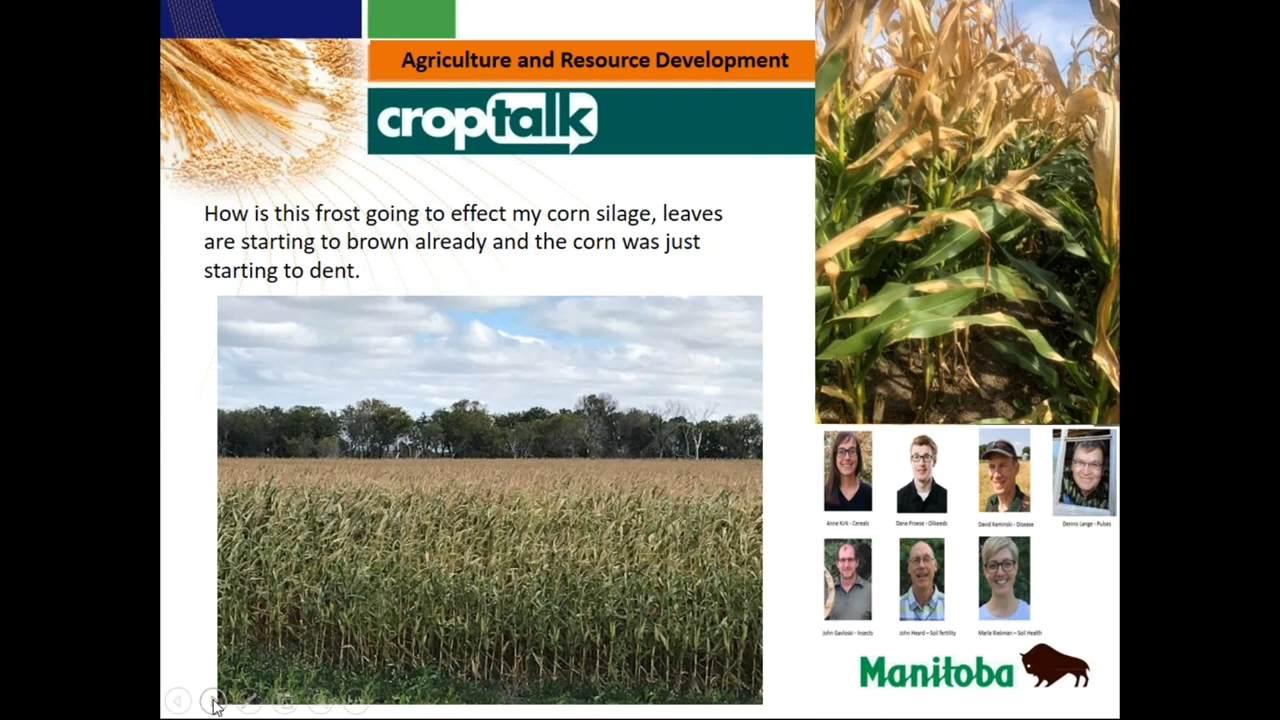 Agriculture and Resource Development
croptalk
How is this frost going to effect my corn silage, leaves
are starting to brown already and the corn was just
starting to dent.
Anne Kirk - Cereals
Dane Froese - Oilseeds
David Kaminski - Disease
Dennis Lange - Pulses
John Gavloski - Insects
John Heard – Soil fertility
Marla Riekman – Soil Health
Manitoba